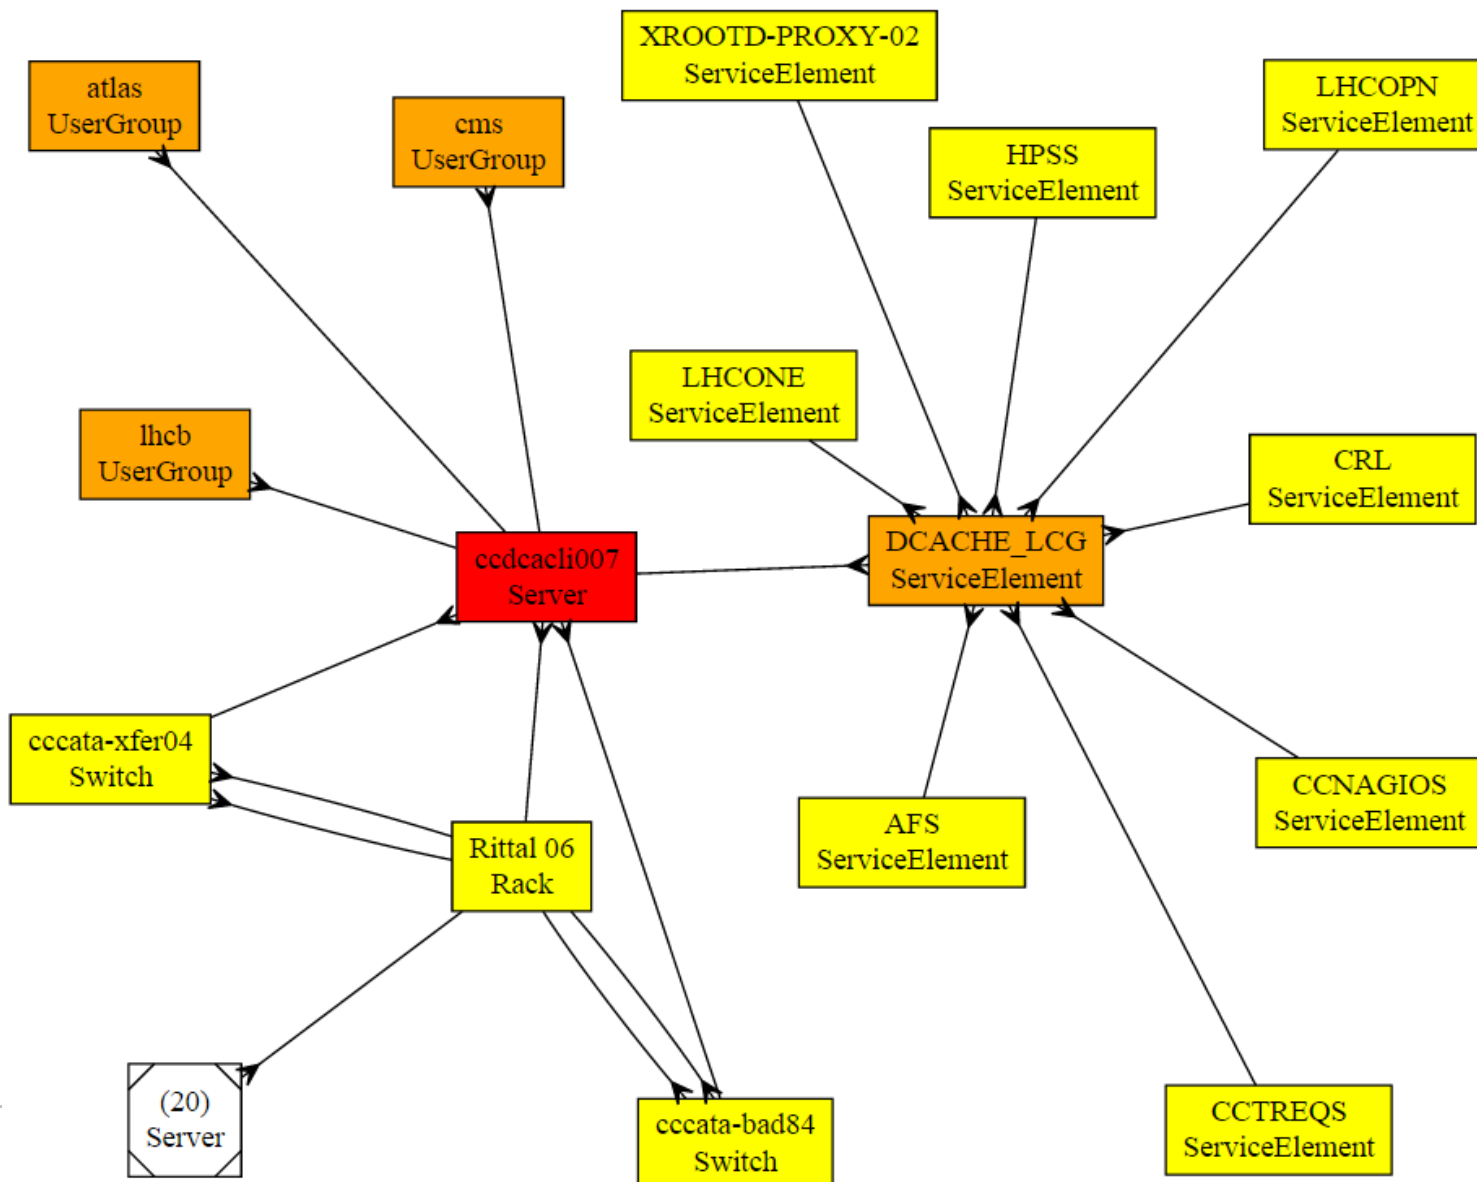 XROOTD-PROXY-02
ServiceElement
atlas
UserGroup
LHCOPN
ServiceElement
cms
UserGroup
HPSS
ServiceElement
LHCONE
ServiceElement
lhcb
UserGroup
CRL
ServiceElement
ccdcacli007
Server
DCACHE_LCG
ServiceElement
cccata-xfer04
Switch
CCNAGIOS
ServiceElement
AFS
ServiceElement
Rittal 06
Rack
(20)
Server
cccata-bad84
Switch
CCTREQS
ServiceElement